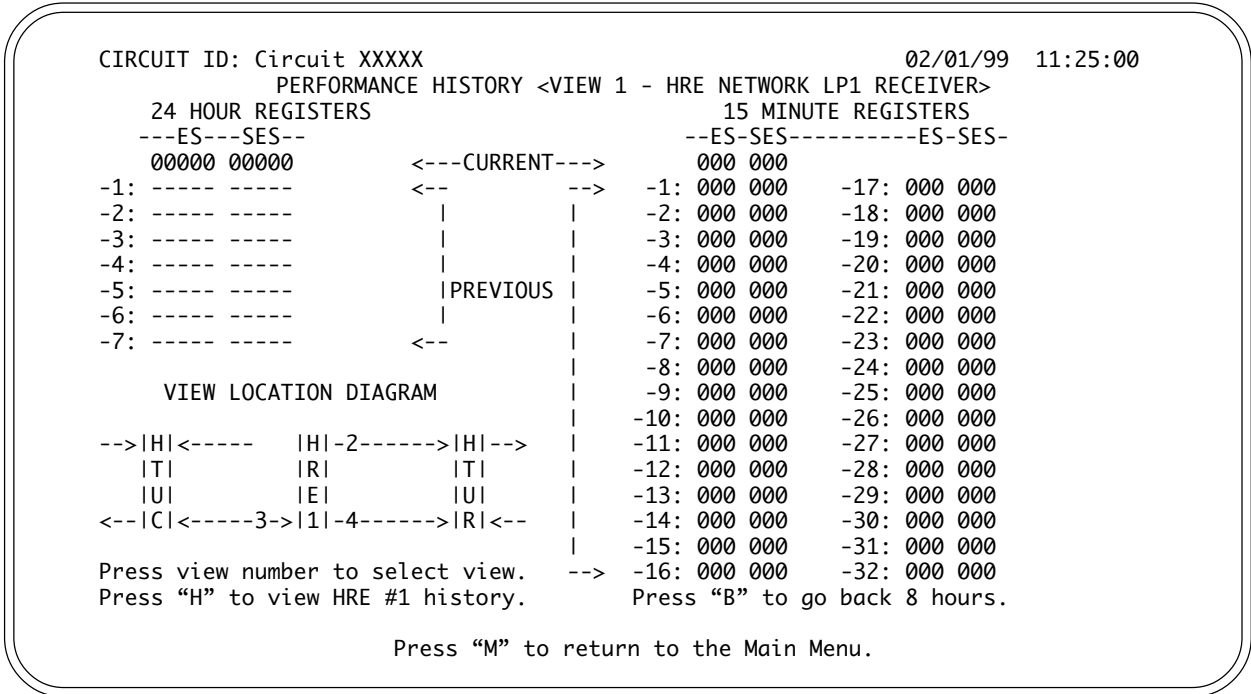 CIRCUIT ID: Circuit XXXXX                                     02/01/99  11:25:00
PERFORMANCE HISTORY <VIEW 1 - HRE NETWORK LP1 RECEIVER>
24 HOUR REGISTERS                           15 MINUTE REGISTERS
---ES---SES--                             --ES-SES----------ES-SES-
00000 00000         <---CURRENT--->       000 000
-1: ----- -----         <--         -->   -1: 000 000    -17: 000 000
-2: ----- -----           |         |     -2: 000 000    -18: 000 000
-3: ----- -----           |         |     -3: 000 000    -19: 000 000
-4: ----- -----           |         |     -4: 000 000    -20: 000 000
-5: ----- -----           |PREVIOUS |     -5: 000 000    -21: 000 000
-6: ----- -----           |         |     -6: 000 000    -22: 000 000
-7: ----- -----         <--         |     -7: 000 000    -23: 000 000
|     -8: 000 000    -24: 000 000
VIEW LOCATION DIAGRAM          |     -9: 000 000    -25: 000 000
|    -10: 000 000    -26: 000 000
-->|H|<-----   |H|-2------>|H|-->   |    -11: 000 000    -27: 000 000
|T|         |R|         |T|      |    -12: 000 000    -28: 000 000
|U|         |E|         |U|      |    -13: 000 000    -29: 000 000
<--|C|<-----3->|1|-4------>|R|<--   |    -14: 000 000    -30: 000 000
|    -15: 000 000    -31: 000 000
Press view number to select view.   -->  -16: 000 000    -32: 000 000
Press “H” to view HRE #1 history.        Press “B” to go back 8 hours.
Press “M” to return to the Main Menu.